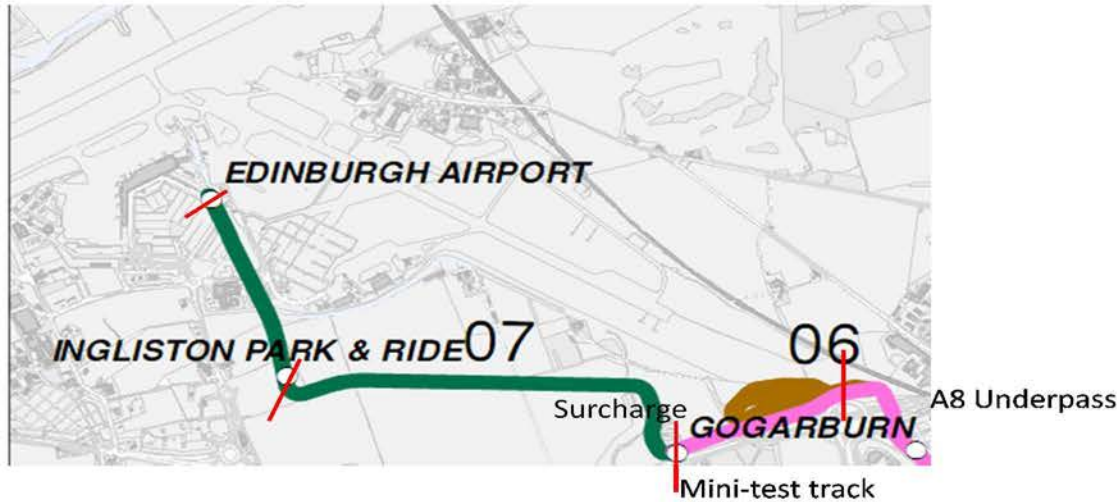 EDINBURGH AIRPORT
INGLISTON PARK & RIDE 07
06
Surcharge
A8 Underpass
GOGARBURN
Mini-test track